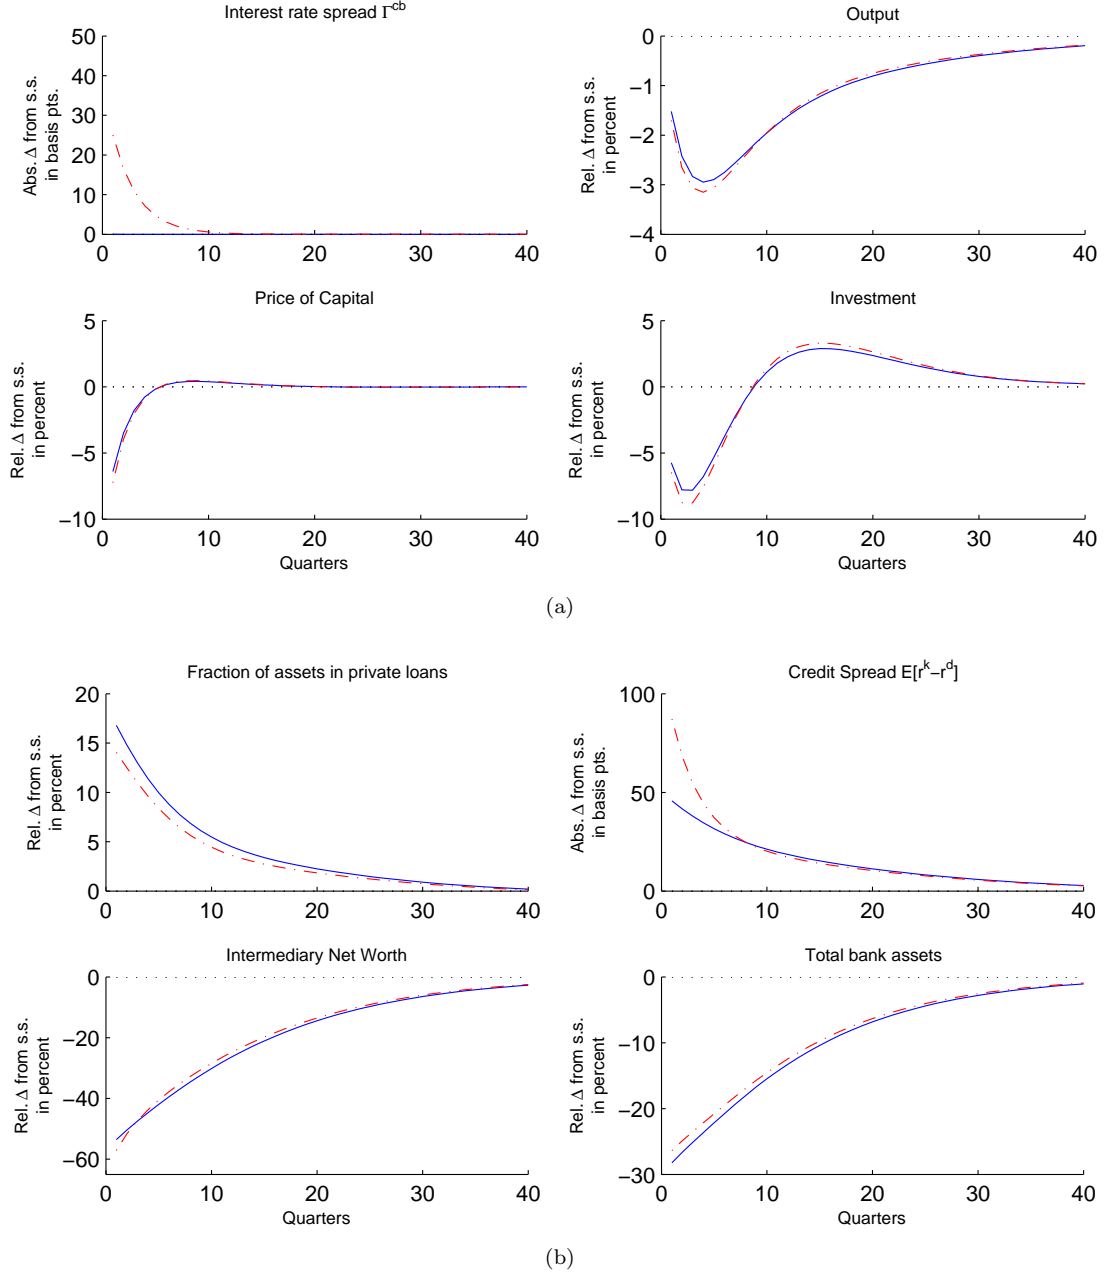 Interest rate spread Γ^cb
Abs. Δ from s.s.
in basis pts.
50
40
30
20
10
0
0
10
20
30
40
Output
Rel. Δ from s.s.
in percent
0
−1
−2
−3
−4
0
10
20
30
40
Price of Capital
Rel. Δ from s.s.
in percent
5
0
−5
−10
0
10
20
30
40
Quarters
Investment
Rel. Δ from s.s.
in percent
5
0
−5
−10
0
10
20
30
40
Quarters
(a)
Fraction of assets in private loans
Rel. Δ from s.s.
in percent
20
15
10
5
0
0
10
20
30
40
Credit Spread E[r^k−r^d]
Abs. Δ from s.s.
in basis pts.
100
50
0
0
10
20
30
40
Intermediary Net Worth
Rel. Δ from s.s.
in percent
0
−20
−40
−60
0
10
20
30
40
Quarters
Total bank assets
Rel. Δ from s.s.
in percent
0
−10
−20
−30
0
10
20
30
40
Quarters
(b)